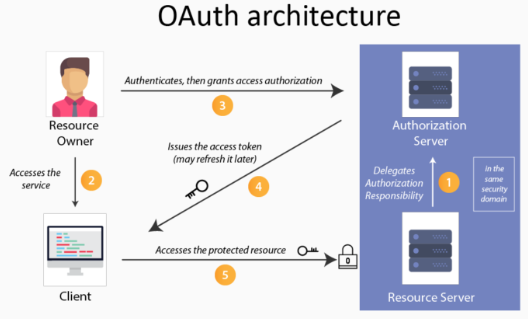 OAuth architecture
Authenticates, then grants access authorization
3
Resource
Owner
Authorization
Server
Issues the access token
(may refresh it later)
4
Accesses the
service
2
Delegates
Authorization
Responsibility
1
In the
same
security
domain
Accesses the protected resource
5
Client
Resource Server